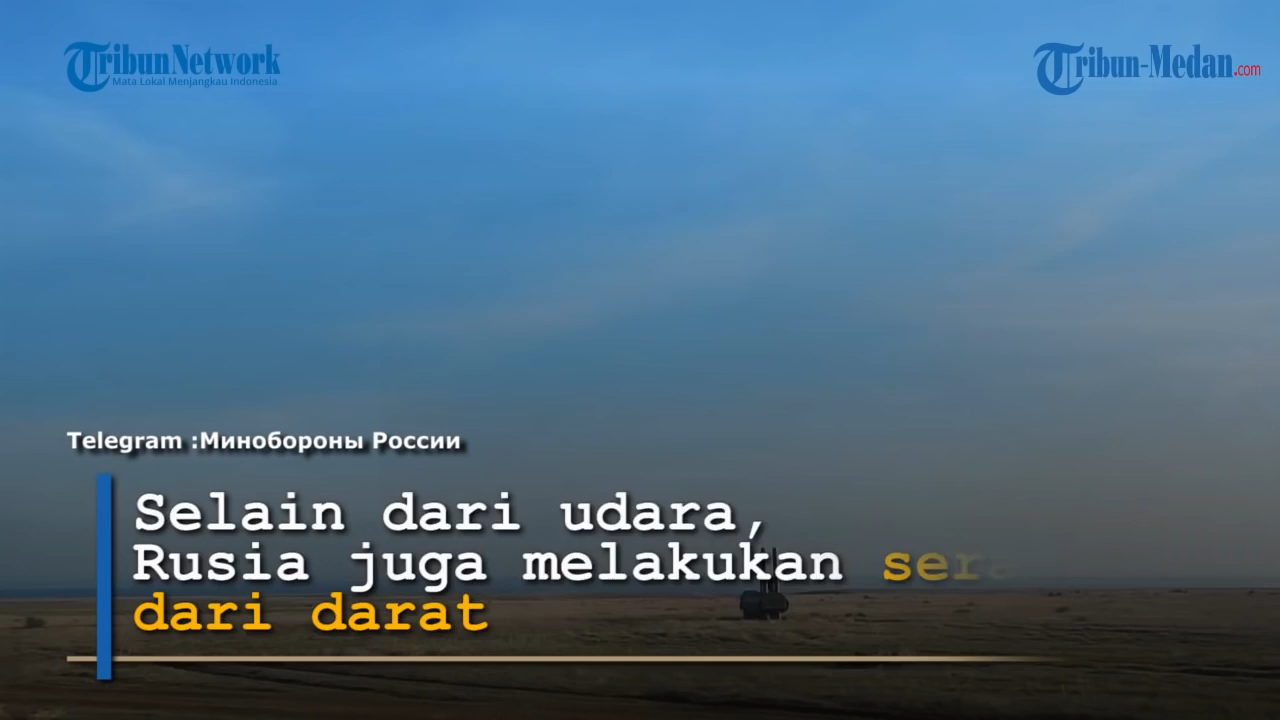 TribunNetwork
Mata Lokal Menjangkau Indonesia
Tribun-Medan.com
Telegram :Минобороны России
Selain dari udara,
Rusia juga melakukan
dari darat